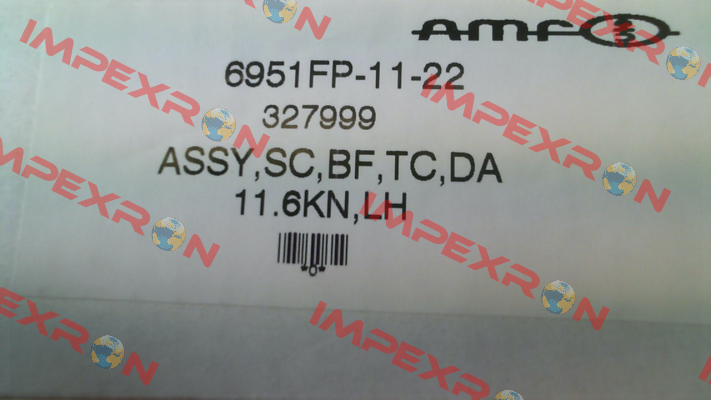 AMF
6951FP-11-22
327999
ASSY,SC,BF,TC,DA
11.6KN,LH
*0*
IMPEXRON
IMPEXRON
IMPEXRON
IMPEXRON
IMPEXRON
IMPEXRON
IMPEXRON
IMPEXRON